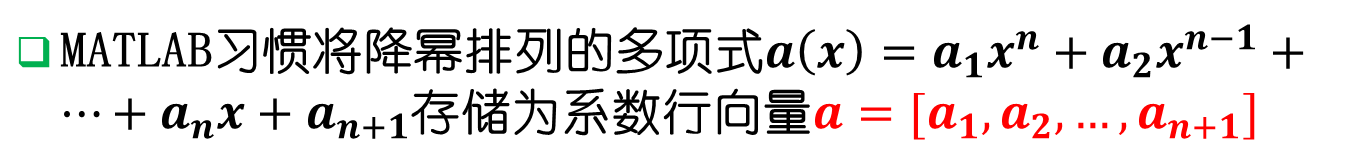 MATLAB习惯将降幂排列的多项式a(x) = a₁xⁿ + a₂xⁿ⁻¹ +
⋯ + aₙx + aₙ₊₁存储为系数行向量a = [a₁, a₂, … , aₙ₊₁]